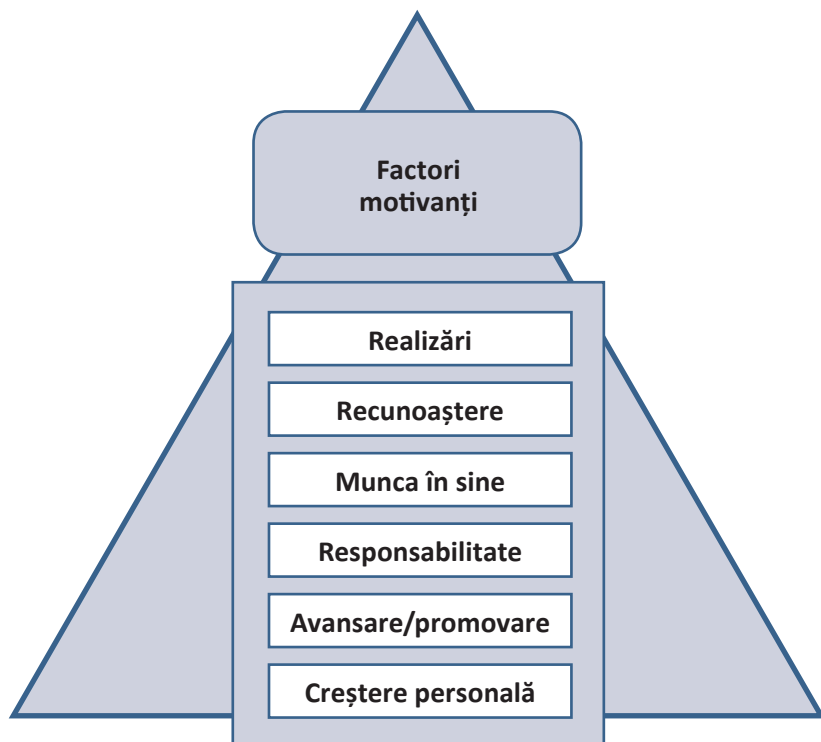 Factori
motivanți
Realizări
Recunoaștere
Munca în sine
Responsabilitate
Avansare/promovare
Creștere personală